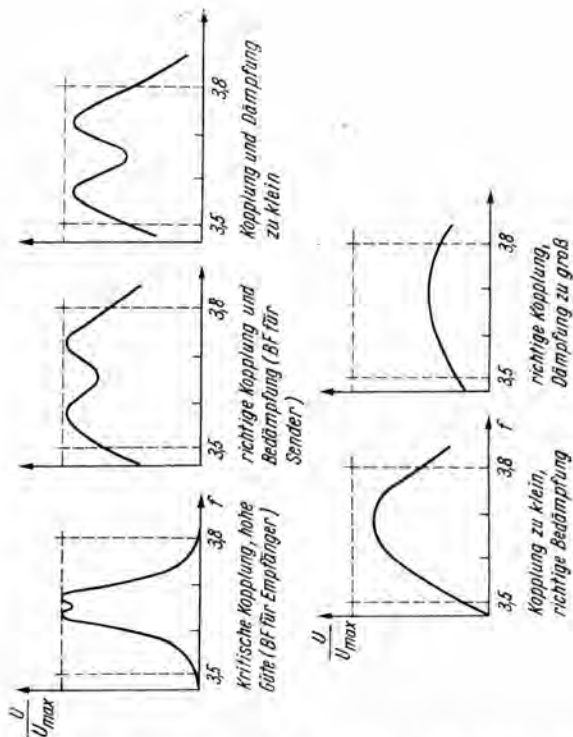 U
Umax
3,5
3,8
f
Kritische Kopplung, hohe
Güte (BF für Empfänger)
3,5
3,8
richtige Kopplung und
Bedämpfung (BF für
Sender)
3,5
3,8
Kopplung und Dämpfung
zu klein
U
Umax
3,5
3,8
f
Kopplung zu klein,
richtige Bedämpfung
3,5
3,8
richtige Kopplung,
Dämpfung zu groß